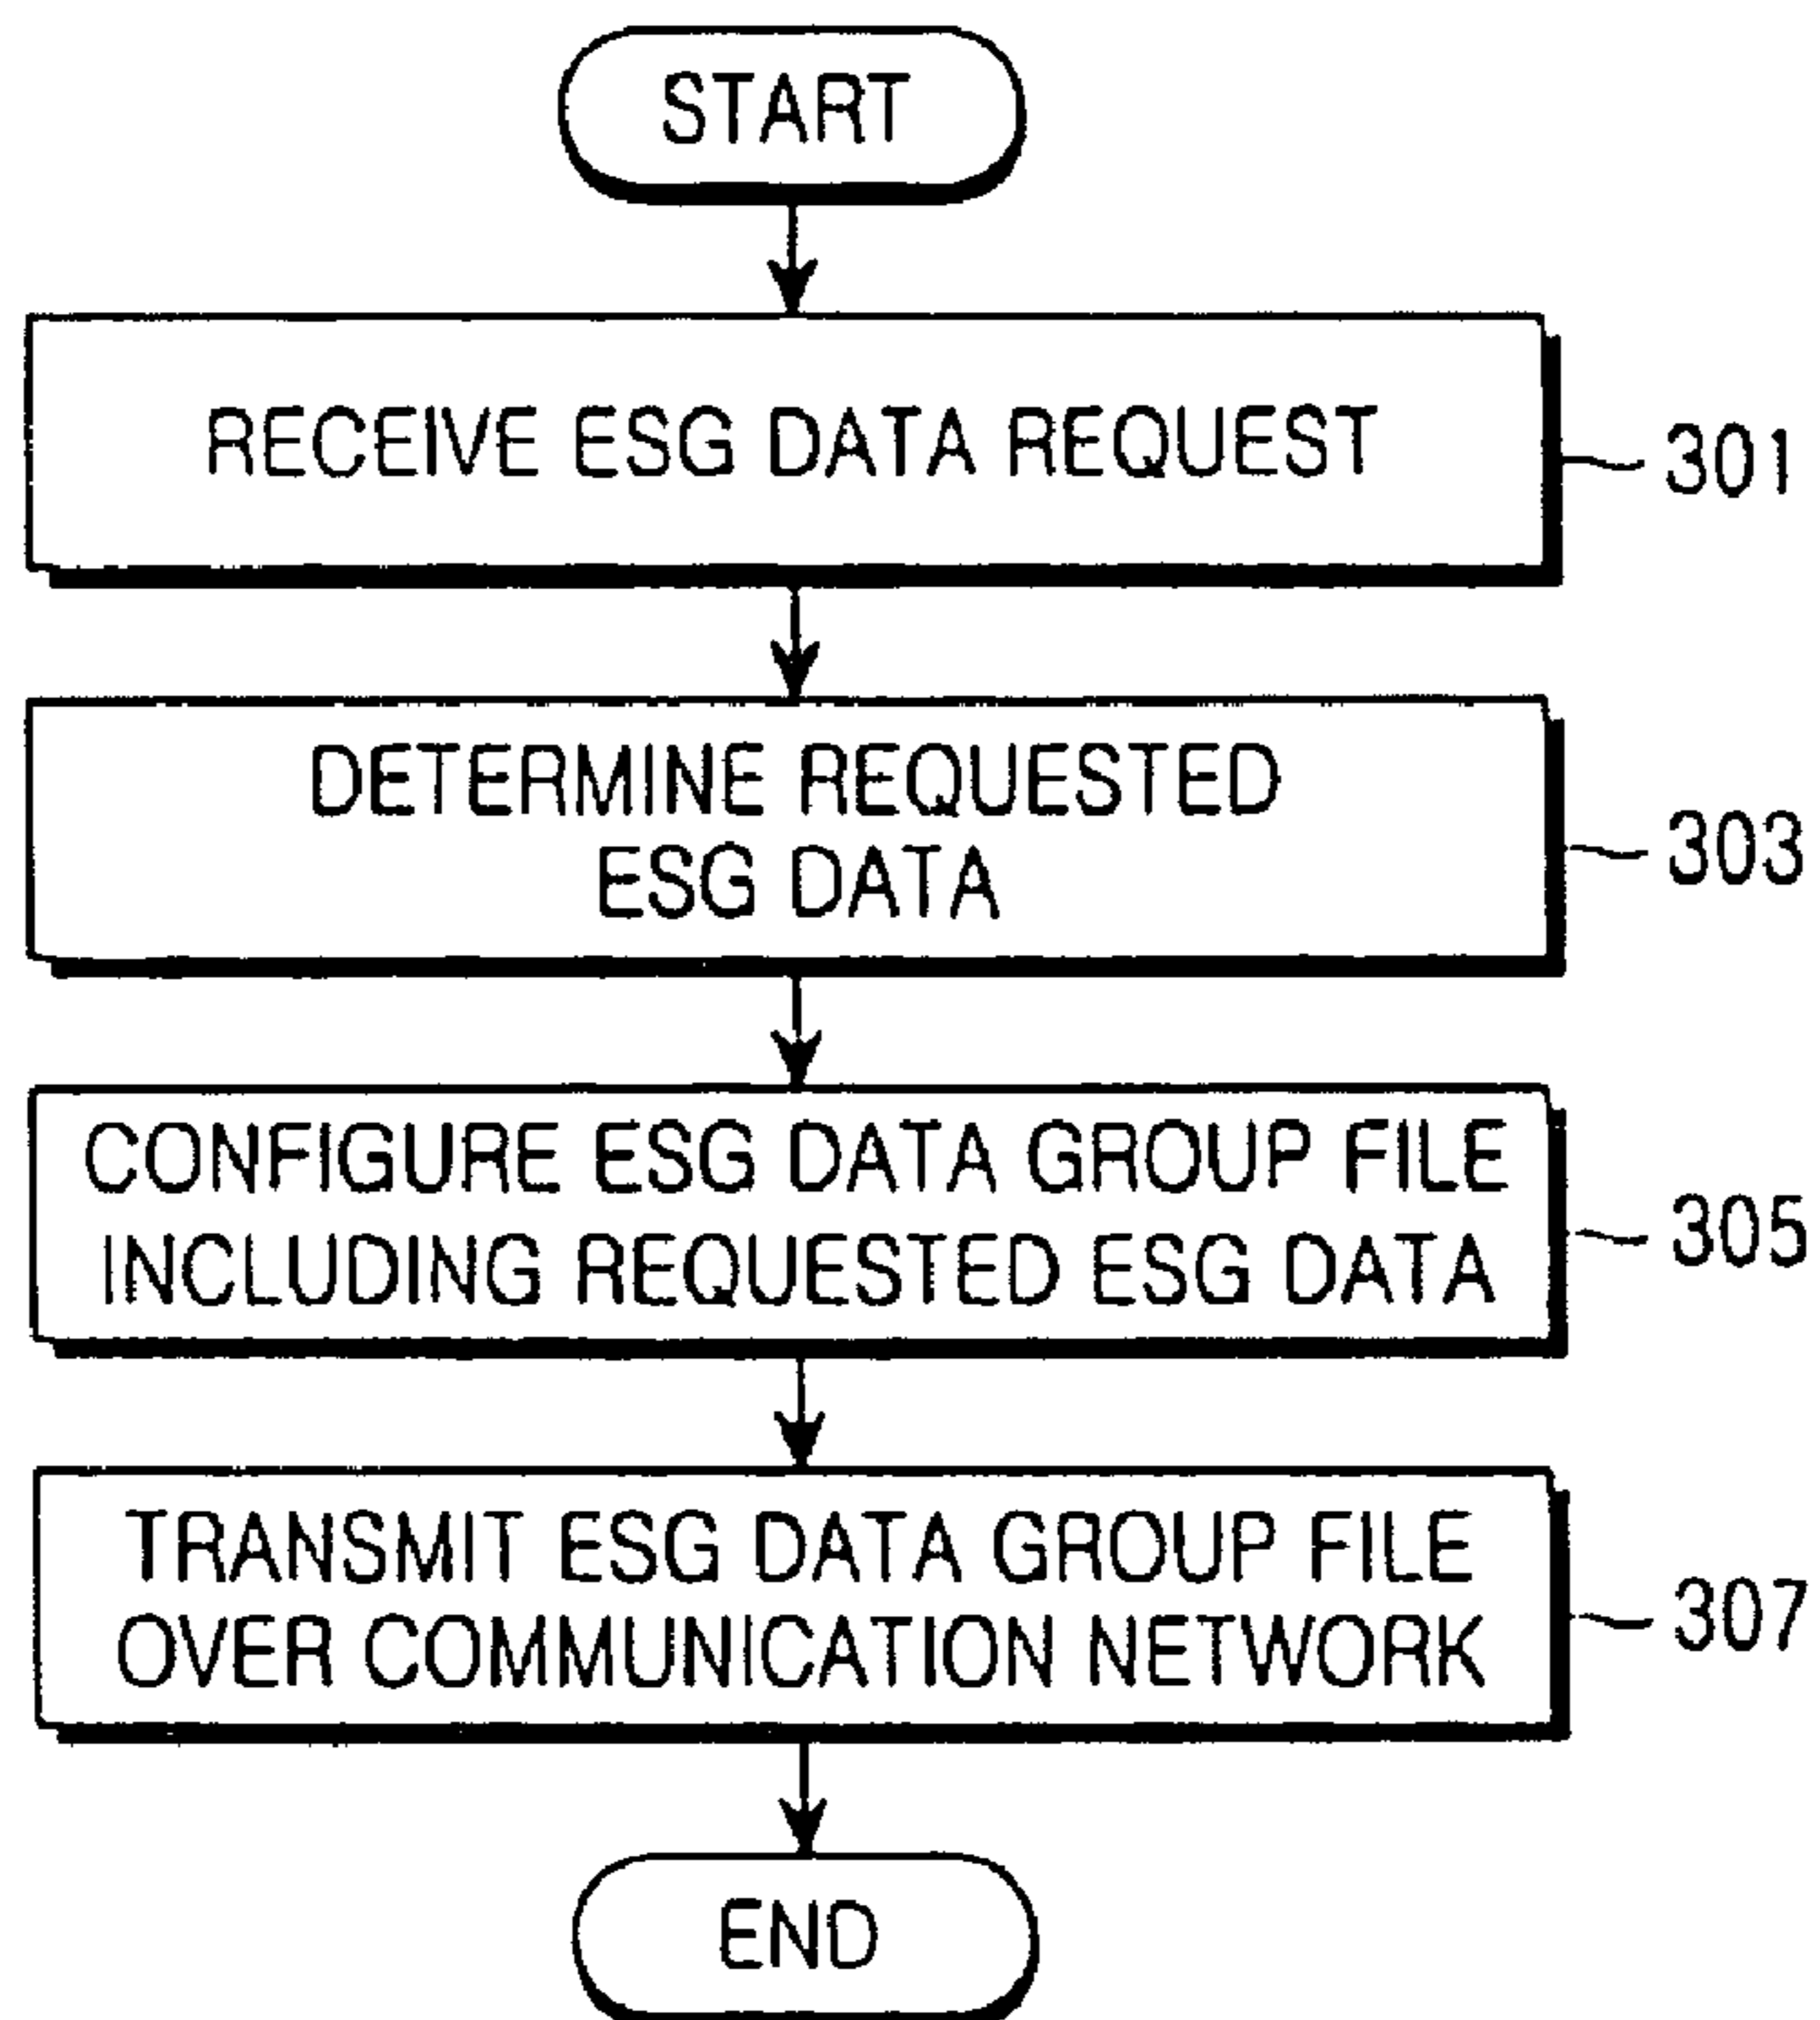 START
RECEIVE ESG DATA REQUEST
301
DETERMINE REQUESTED
ESG DATA
303
CONFIGURE ESG DATA GROUP FILE
INCLUDING REQUESTED ESG DATA
305
TRANSMIT ESG DATA GROUP FILE
OVER COMMUNICATION NETWORK
307
END